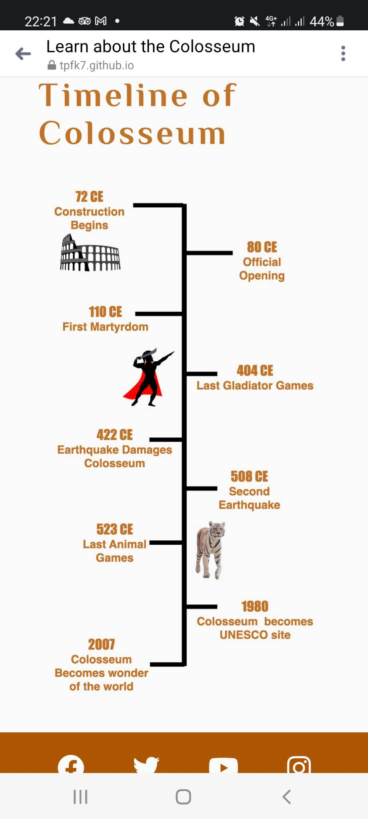 22:21
44%
Learn about the Colosseum
tpfk7.github.io
Timeline of
Colosseum
72 CE
Construction
Begins
80 CE
Official
Opening
110 CE
First Martyrdom
404 CE
Last Gladiator Games
422 CE
Earthquake Damages
Colosseum
508 CE
Second
Earthquake
523 CE
Last Animal
Games
1980
Colosseum becomes
UNESCO site
2007
Colosseum
Becomes wonder
of the world